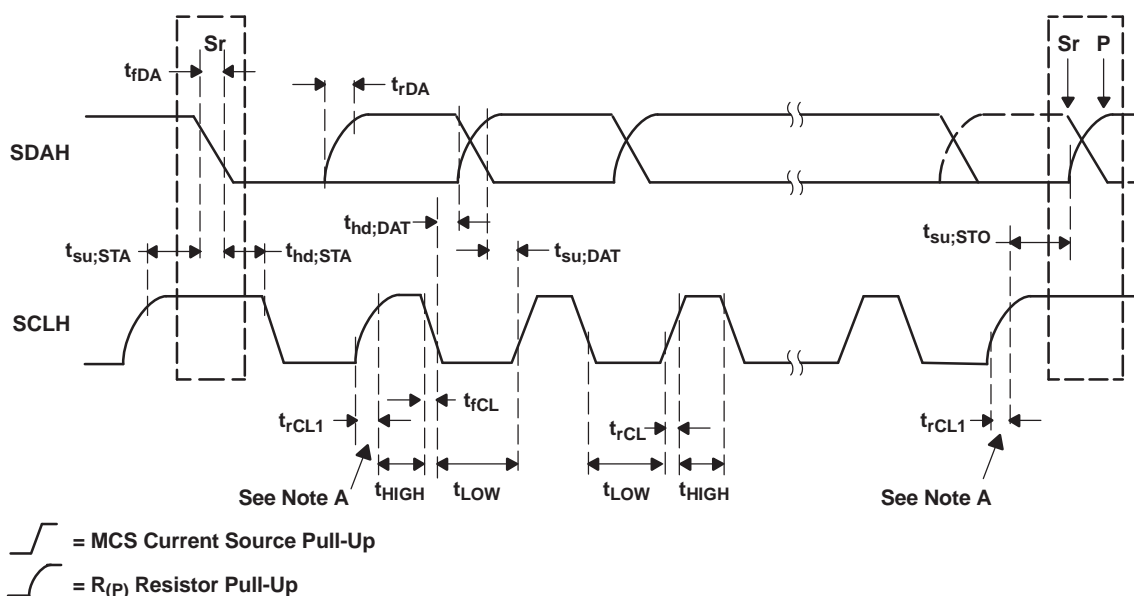 Sr
Sr P
tfDA
trDA
SDAH
thd;DAT
tsu;STA
thd;STA
tsu;DAT
tsu;STO
SCLH
tfCL
trCL1
trCL
trCL1
See Note A
tHIGH
tLOW
tLOW
tHIGH
See Note A
= MCS Current Source Pull-Up
= R(P) Resistor Pull-Up